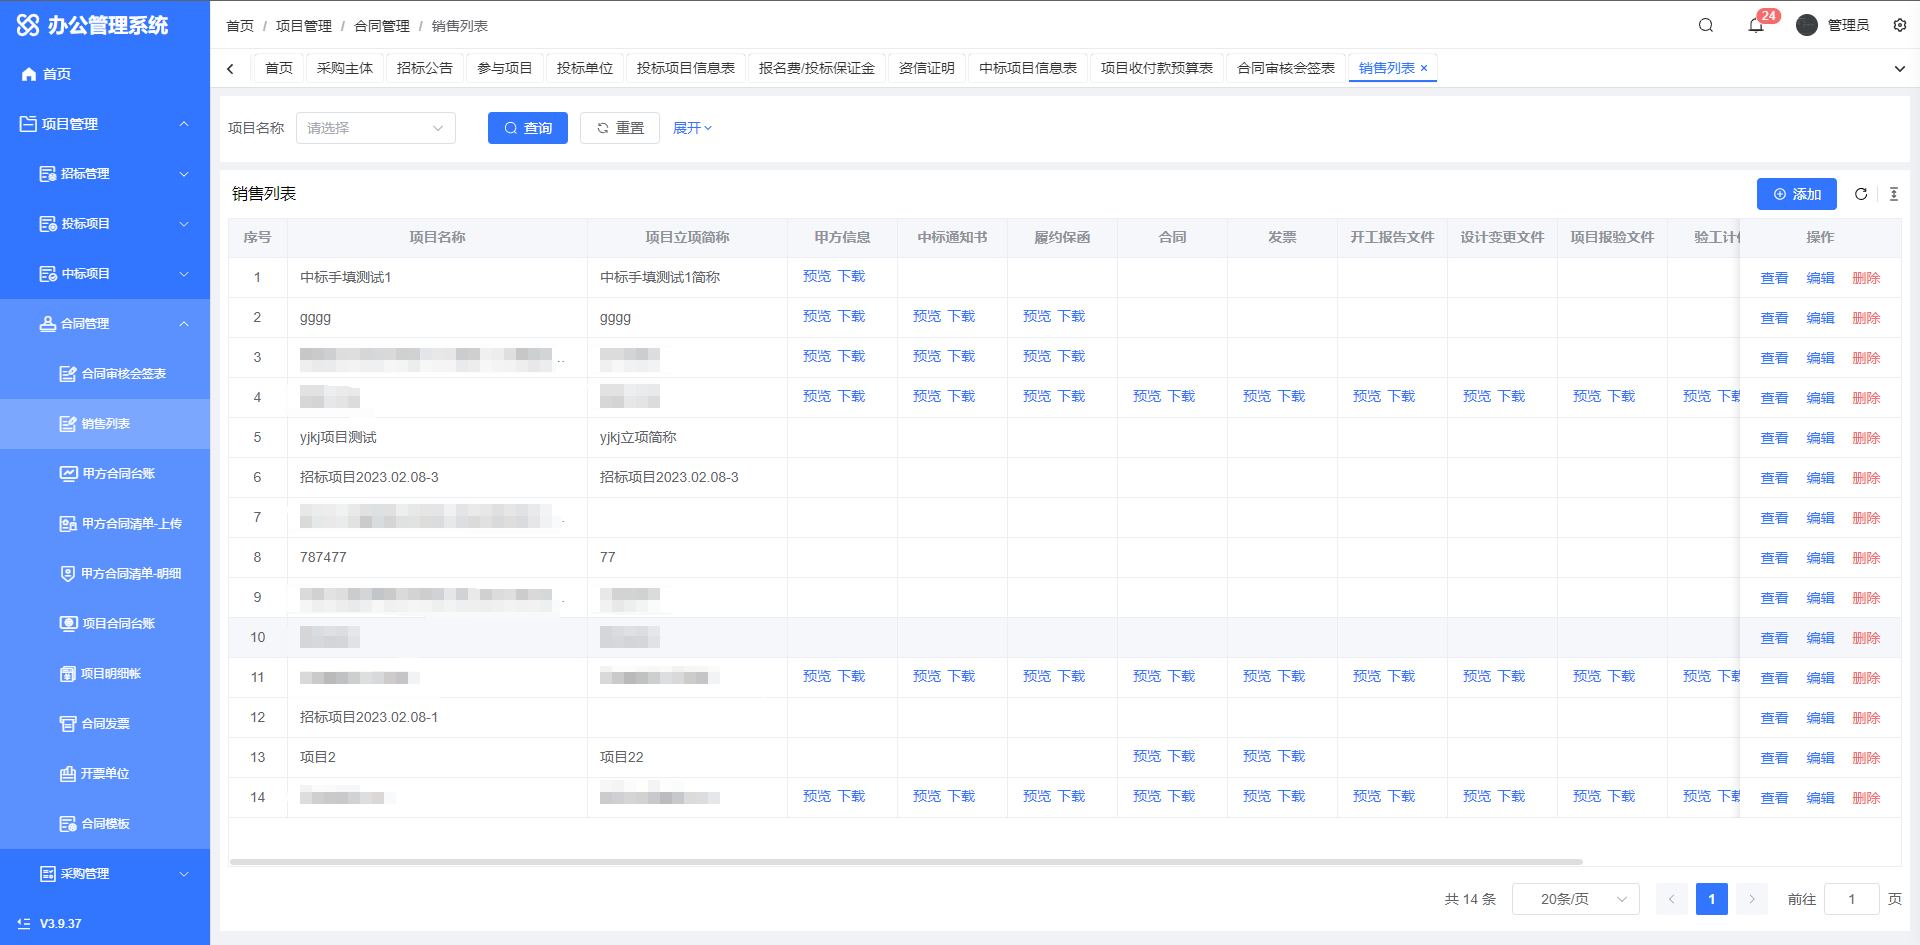 办公管理系统
首页
项目管理
招标管理
投标项目
中标项目
合同管理
合同审核会签表
销售列表
甲方合同台账
甲方合同清单-上传
甲方合同清单-明细
项目合同台账
项目明细帐
合同发票
开票单位
合同模板
采购管理
V3.9.37
首页 / 项目管理 / 合同管理 / 销售列表
24
管理员
首页 采购主体 招标公告 参与项目 投标单位 投标项目信息表 报名费/投标保证金 资信证明 中标项目信息表 项目收付款预算表 合同审核会签表 销售列表 ×
项目名称 请选择 查询 重置 展开
销售列表
添加
序号 项目名称 项目立项简称 甲方信息 中标通知书 履约保函 合同 发票 开工报告文件 设计变更文件 项目报验文件 验工计 操作
1 中标手填测试1 中标手填测试1简称 预览 下载 查看 编辑 删除
2 gggg gggg 预览 下载 预览 下载 预览 下载 查看 编辑 删除
3 .. 预览 下载 预览 下载 预览 下载 查看 编辑 删除
4 预览 下载 预览 下载 预览 下载 预览 下载 预览 下载 预览 下载 预览 下载 预览 下载 预览 下载 查看 编辑 删除
5 yjkj项目测试 yjkj立项简称 查看 编辑 删除
6 招标项目2023.02.08-3 招标项目2023.02.08-3 查看 编辑 删除
7 . 查看 编辑 删除
8 787477 77 查看 编辑 删除
9 . 查看 编辑 删除
10 查看 编辑 删除
11 预览 下载 预览 下载 预览 下载 预览 下载 预览 下载 预览 下载 预览 下载 预览 下载 预览 下载 查看 编辑 删除
12 招标项目2023.02.08-1 查看 编辑 删除
13 项目2 项目22 预览 下载 预览 下载 查看 编辑 删除
14 预览 下载 预览 下载 预览 下载 预览 下载 预览 下载 预览 下载 预览 下载 预览 下载 预览 下载 查看 编辑 删除
共 14 条 20条/页 1 前往 1 页